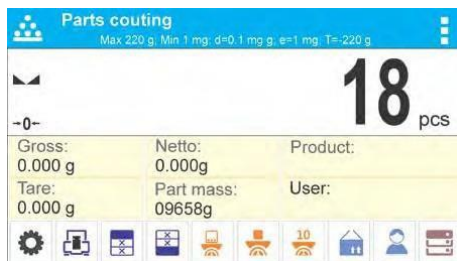 Parts couting
Max 220 g; Min 1 mg; d=0.1 mg g; e=1 mg; T=-220 g
18 pcs
→0←
Gross: Netto: Product:
0.000 g 0.000g
Tare: Part mass: User:
0.000 g 09658g
10